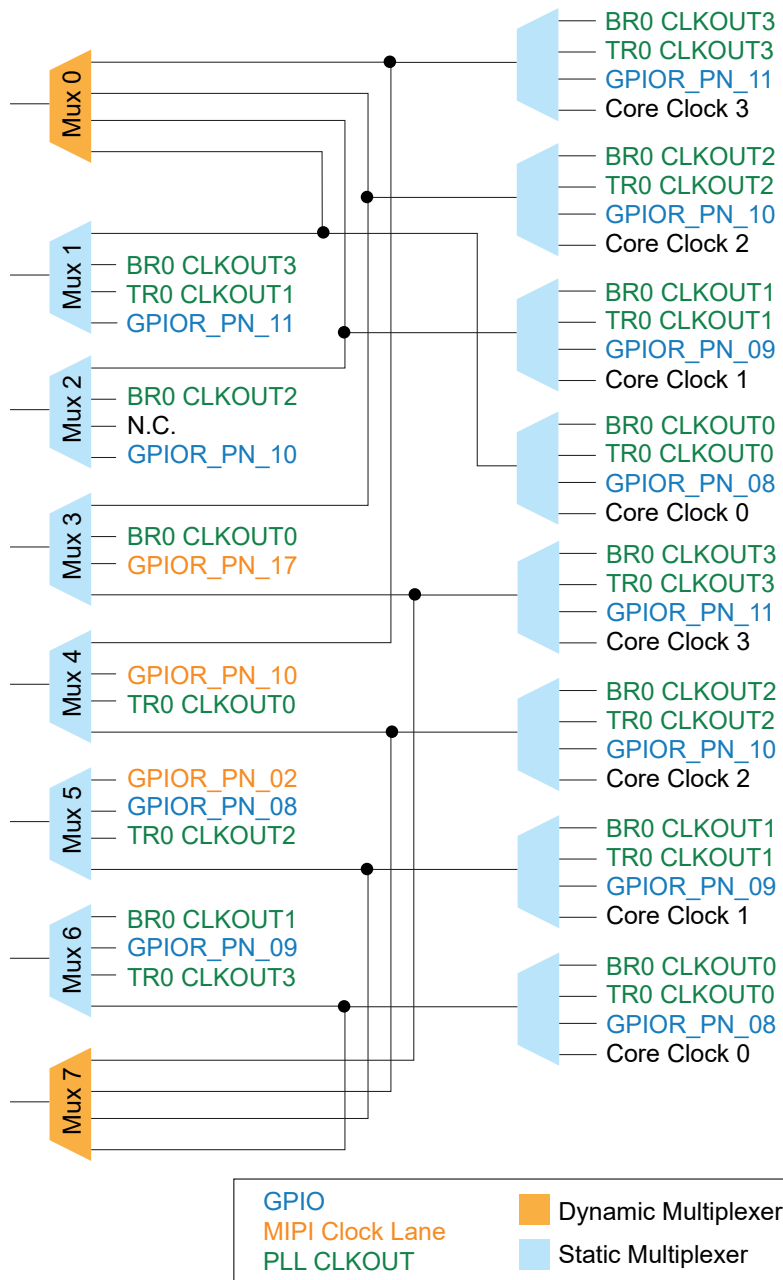 Mux 0
Mux 1
BR0 CLKOUT3
TR0 CLKOUT1
GPIOR_PN_11
Mux 2
BR0 CLKOUT2
N.C.
GPIOR_PN_10
Mux 3
BR0 CLKOUT0
GPIOR_PN_17
Mux 4
GPIOR_PN_10
TR0 CLKOUT0
Mux 5
GPIOR_PN_02
GPIOR_PN_08
TR0 CLKOUT2
Mux 6
BR0 CLKOUT1
GPIOR_PN_09
TR0 CLKOUT3
Mux 7
BR0 CLKOUT3
TR0 CLKOUT3
GPIOR_PN_11
Core Clock 3
BR0 CLKOUT2
TR0 CLKOUT2
GPIOR_PN_10
Core Clock 2
BR0 CLKOUT1
TR0 CLKOUT1
GPIOR_PN_09
Core Clock 1
BR0 CLKOUT0
TR0 CLKOUT0
GPIOR_PN_08
Core Clock 0
BR0 CLKOUT3
TR0 CLKOUT3
GPIOR_PN_11
Core Clock 3
BR0 CLKOUT2
TR0 CLKOUT2
GPIOR_PN_10
Core Clock 2
BR0 CLKOUT1
TR0 CLKOUT1
GPIOR_PN_09
Core Clock 1
BR0 CLKOUT0
TR0 CLKOUT0
GPIOR_PN_08
Core Clock 0
GPIO
MIPI Clock Lane
PLL CLKOUT
Dynamic Multiplexer
Static Multiplexer